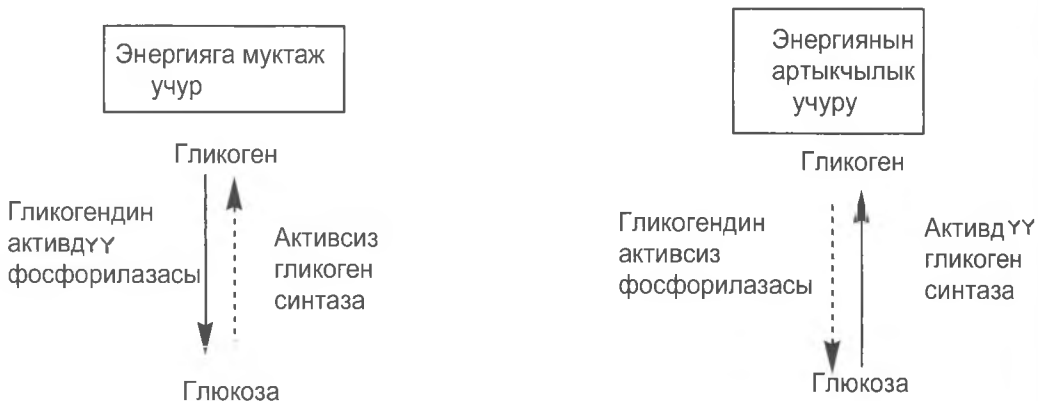 Энергияга муктаж
учур
Гликоген
Гликогендин
активдүү
фосфорилазасы
Активсиз
гликоген
синтаза
Глюкоза
Энергиянын
артыкчылык
учуру
Гликоген
Гликогендин
активсиз
фосфорилазасы
Активдүү
гликоген
синтаза
Глюкоза